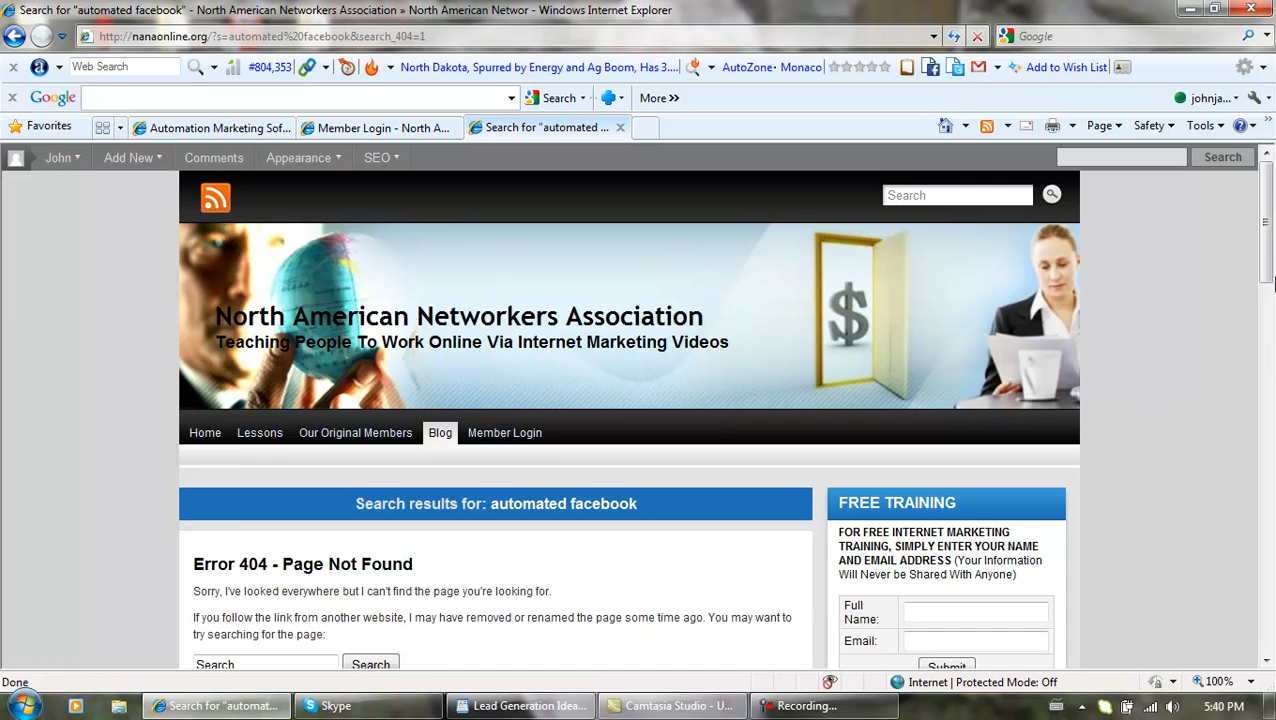 Search for "automated facebook" - North American Networkers Association » North American Networ - Windows Internet Explorer
http://nanaonline.org/?s=automated%20facebook&search_404=1
Google
Web Search
#804,353
North Dakota, Spurred by Energy and Ag Boom, Has 3....
AutoZone- Monaco
Add to Wish List
Google
Search
More >>
johnja...
Favorites
Automation Marketing Sof...
Member Login - North A...
Search for "automated ...
Page
Safety
Tools
John
Add New
Comments
Appearance
SEO
Search
Search
North American Networkers Association
Teaching People To Work Online Via Internet Marketing Videos
Home
Lessons
Our Original Members
Blog
Member Login
Search results for: automated facebook
FREE TRAINING
Error 404 - Page Not Found
Sorry, I've looked everywhere but I can't find the page you're looking for.
If you follow the link from another website, I may have removed or renamed the page some time ago. You may want
to try searching for the page:
Search
Search
FOR FREE INTERNET MARKETING
TRAINING, SIMPLY ENTER YOUR NAME
AND EMAIL ADDRESS (Your Information
Will Never be Shared With Anyone)
Full
Name:
Email:
Submit
Done
Internet | Protected Mode: Off
100%
Search for "automat...
Skype
Lead Generation Idea...
Camtasia Studio - U...
Recording...
5:40 PM